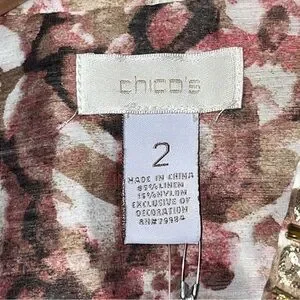 chico's
2
MADE IN CHINA
85%LINEN
15%NYLON
EXCLUSIVE OF
DECORATION